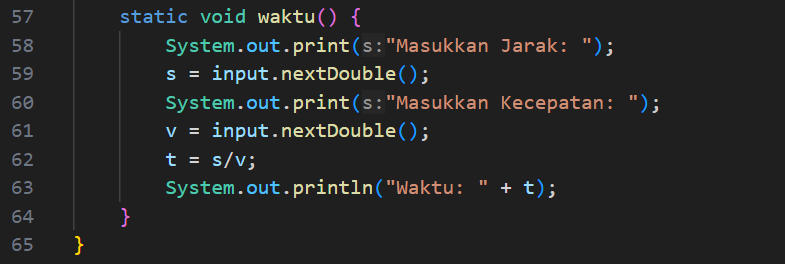 57 static void waktu() {
58 System.out.print(s:"Masukkan Jarak: ");
59 s = input.nextDouble();
60 System.out.print(s:"Masukkan Kecepatan: ");
61 v = input.nextDouble();
62 t = s/v;
63 System.out.println("Waktu: " + t);
64 }
65 }